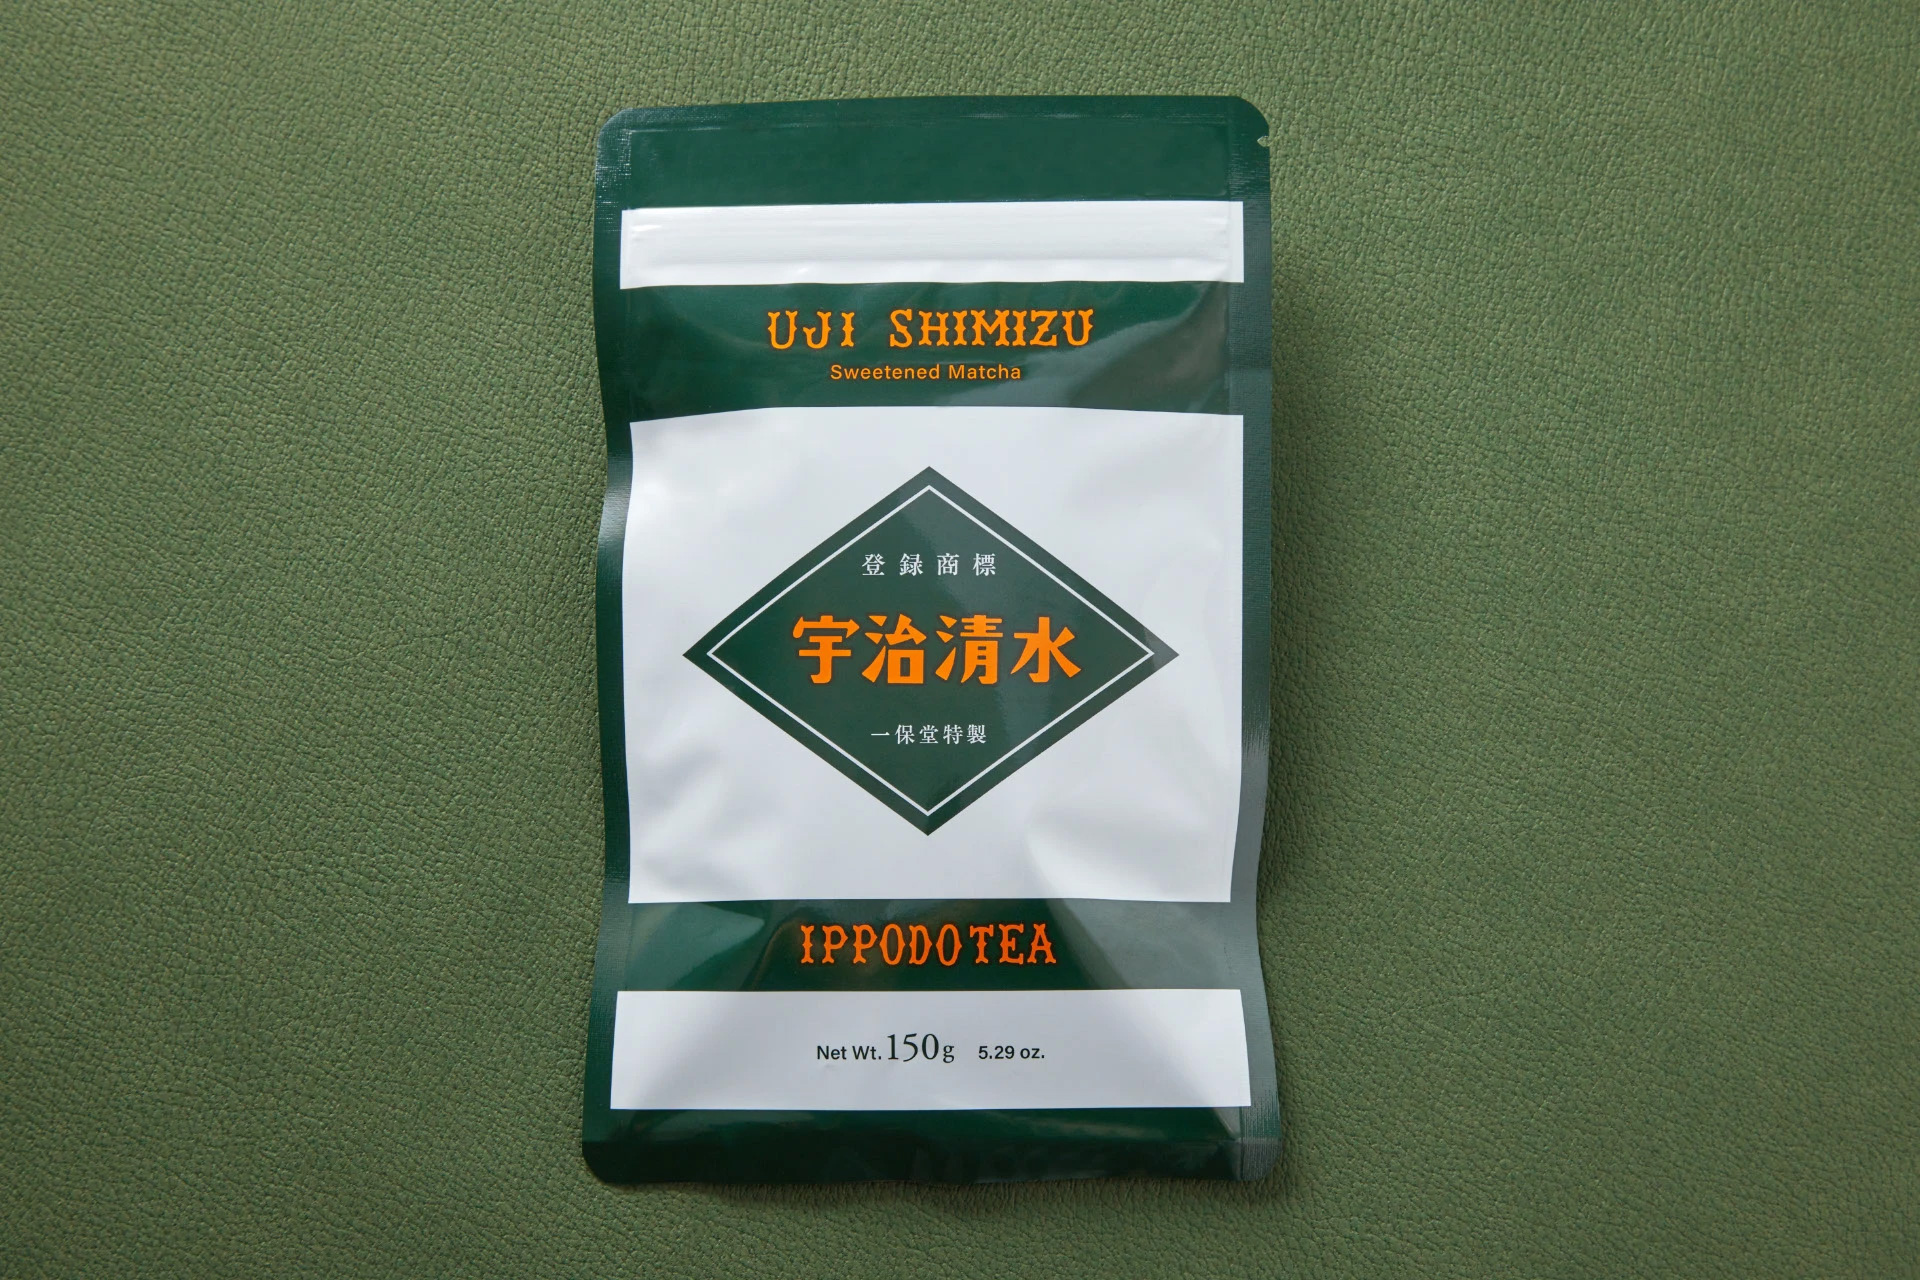 UJI SHIMIZU
Sweetened Matcha
登録商標
宇治清水
一保堂特製
IPPODO TEA
Net Wt. 150g 5.29 oz.